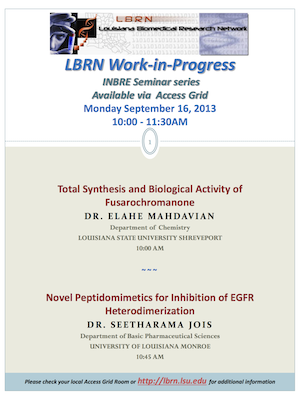 LBRN
Louisiana Biomedical Research Network
LBRN Work-in-Progress
INBRE Seminar series
Available via Access Grid
Monday September 16, 2013
10:00 - 11:30AM
1
Total Synthesis and Biological Activity of
Fusarochromanone
DR. ELAHE MAHDAVIAN
Department of Chemistry
LOUISIANA STATE UNIVERSITY SHREVEPORT
10:00 AM
~~~
Novel Peptidomimetics for Inhibition of EGFR
Heterodimerization
DR. SEETHARAMA JOIS
Department of Basic Pharmaceutical Sciences
UNIVERSITY OF LOUISIANA MONROE
10:45 AM
Please check your local Access Grid Room or http://lbrn.lsu.edu for additional information